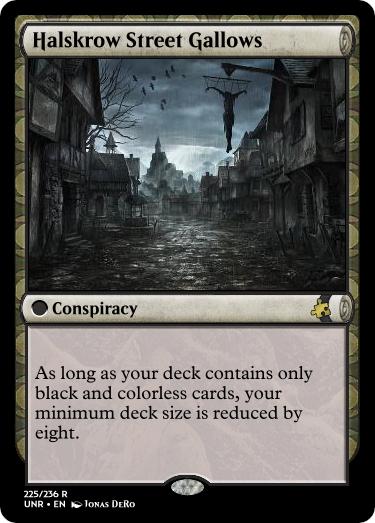 Halskrow Street Gallows
Conspiracy
As long as your deck contains only
black and colorless cards, your
minimum deck size is reduced by
eight.
225/236 R
UNR • EN Jonas DeRo